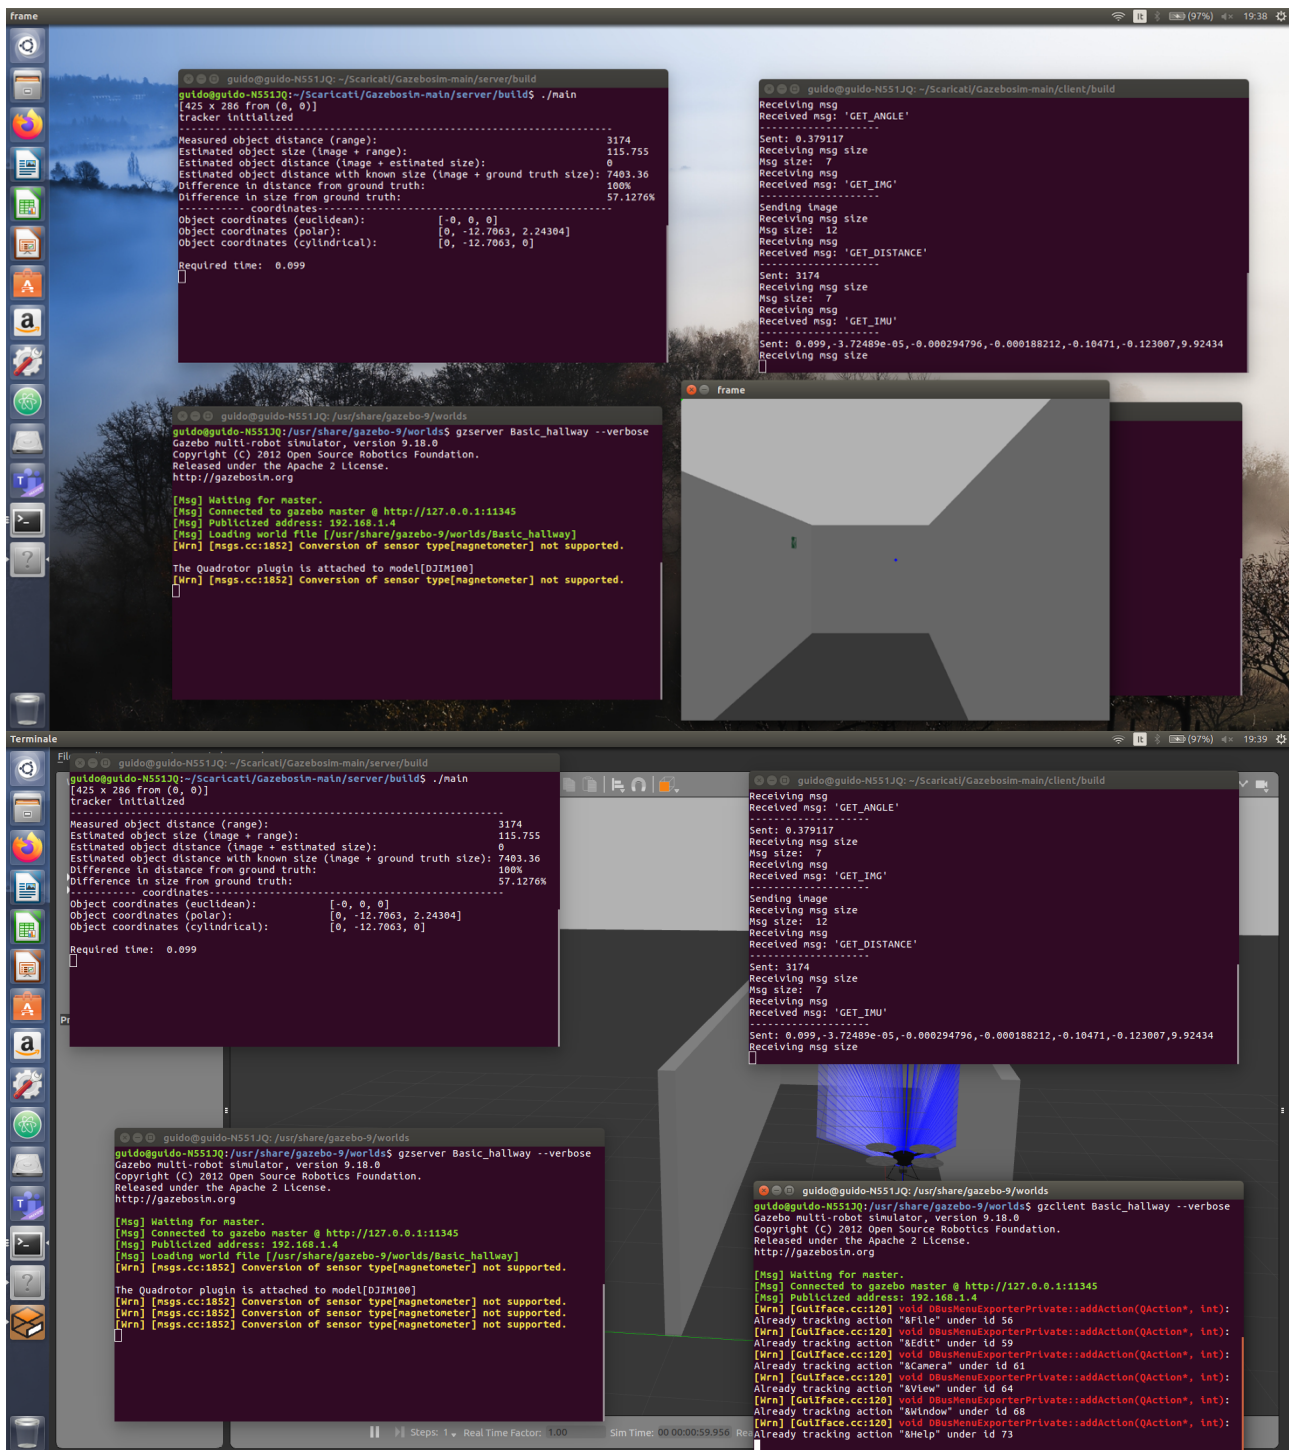 frame
It
(97%)
19:38
guido@guido-N551JQ: ~/Scaricati/Gazebosim-main/server/build
guido@guido-N551JQ:~/Scaricati/Gazebosim-main/server/build$ ./main
[425 x 286 from (0, 0)]
tracker initialized
------------------------------------------------------------------------
Measured object distance (range): 3174
Estimated object size (image + range): 115.755
Estimated object distance (image + estimated size): 0
Estimated object distance with known size (image + ground truth size): 7403.36
Difference in distance from ground truth: 100%
Difference in size from ground truth: 57.1276%
----------- coordinates-------------------------------------------------
Object coordinates (euclidean): [-0, 0, 0]
Object coordinates (polar): [0, -12.7063, 2.24304]
Object coordinates (cylindrical): [0, -12.7063, 0]
Required time: 0.099
guido@guido-N551JQ: ~/Scaricati/Gazebosim-main/client/build
Receiving msg
Received msg: 'GET_ANGLE'
--------------------
Sent: 0.379117
Receiving msg size
Msg size: 7
Receiving msg
Received msg: 'GET_IMG'
--------------------
Sending image
Receiving msg size
Msg size: 12
Receiving msg
Received msg: 'GET_DISTANCE'
--------------------
Sent: 3174
Receiving msg size
Msg size: 7
Receiving msg
Received msg: 'GET_IMU'
--------------------
Sent: 0.099,-3.72489e-05,-0.000294796,-0.000188212,-0.10471,-0.123007,9.92434
Receiving msg size
guido@guido-N551JQ: /usr/share/gazebo-9/worlds
guido@guido-N551JQ:/usr/share/gazebo-9/worlds$ gzserver Basic_hallway --verbose
Gazebo multi-robot simulator, version 9.18.0
Copyright (C) 2012 Open Source Robotics Foundation.
Released under the Apache 2 License.
http://gazebosim.org
[Msg] Waiting for master.
[Msg] Connected to gazebo master @ http://127.0.0.1:11345
[Msg] Publicized address: 192.168.1.4
[Msg] Loading world file [/usr/share/gazebo-9/worlds/Basic_hallway]
[Wrn] [msgs.cc:1852] Conversion of sensor type[magnetometer] not supported.
The Quadrotor plugin is attached to model[DJIM100]
[Wrn] [msgs.cc:1852] Conversion of sensor type[magnetometer] not supported.
frame
Terminale
It
(97%)
19:39
guido@guido-N551JQ: ~/Scaricati/Gazebosim-main/server/build
guido@guido-N551JQ:~/Scaricati/Gazebosim-main/server/build$ ./main
[425 x 286 from (0, 0)]
tracker initialized
------------------------------------------------------------------------
Measured object distance (range): 3174
Estimated object size (image + range): 115.755
Estimated object distance (image + estimated size): 0
Estimated object distance with known size (image + ground truth size): 7403.36
Difference in distance from ground truth: 100%
Difference in size from ground truth: 57.1276%
----------- coordinates-------------------------------------------------
Object coordinates (euclidean): [-0, 0, 0]
Object coordinates (polar): [0, -12.7063, 2.24304]
Object coordinates (cylindrical): [0, -12.7063, 0]
Required time: 0.099
guido@guido-N551JQ: ~/Scaricati/Gazebosim-main/client/build
Receiving msg
Received msg: 'GET_ANGLE'
--------------------
Sent: 0.379117
Receiving msg size
Msg size: 7
Receiving msg
Received msg: 'GET_IMG'
--------------------
Sending image
Receiving msg size
Msg size: 12
Receiving msg
Received msg: 'GET_DISTANCE'
--------------------
Sent: 3174
Receiving msg size
Msg size: 7
Receiving msg
Received msg: 'GET_IMU'
--------------------
Sent: 0.099,-3.72489e-05,-0.000294796,-0.000188212,-0.10471,-0.123007,9.92434
Receiving msg size
guido@guido-N551JQ: /usr/share/gazebo-9/worlds
guido@guido-N551JQ:/usr/share/gazebo-9/worlds$ gzserver Basic_hallway --verbose
Gazebo multi-robot simulator, version 9.18.0
Copyright (C) 2012 Open Source Robotics Foundation.
Released under the Apache 2 License.
http://gazebosim.org
[Msg] Waiting for master.
[Msg] Connected to gazebo master @ http://127.0.0.1:11345
[Msg] Publicized address: 192.168.1.4
[Msg] Loading world file [/usr/share/gazebo-9/worlds/Basic_hallway]
[Wrn] [msgs.cc:1852] Conversion of sensor type[magnetometer] not supported.
The Quadrotor plugin is attached to model[DJIM100]
[Wrn] [msgs.cc:1852] Conversion of sensor type[magnetometer] not supported.
[Wrn] [msgs.cc:1852] Conversion of sensor type[magnetometer] not supported.
[Wrn] [msgs.cc:1852] Conversion of sensor type[magnetometer] not supported.
guido@guido-N551JQ: /usr/share/gazebo-9/worlds
guido@guido-N551JQ:/usr/share/gazebo-9/worlds$ gzclient Basic_hallway --verbose
Gazebo multi-robot simulator, version 9.18.0
Copyright (C) 2012 Open Source Robotics Foundation.
Released under the Apache 2 License.
http://gazebosim.org
[Msg] Waiting for master.
[Msg] Connected to gazebo master @ http://127.0.0.1:11345
[Msg] Publicized address: 192.168.1.4
[Wrn] [GuiIface.cc:120] void DBusMenuExporterPrivate::addAction(QAction*, int):
Already tracking action "&File" under id 56
[Wrn] [GuiIface.cc:120] void DBusMenuExporterPrivate::addAction(QAction*, int):
Already tracking action "&Edit" under id 59
[Wrn] [GuiIface.cc:120] void DBusMenuExporterPrivate::addAction(QAction*, int):
Already tracking action "&Camera" under id 61
[Wrn] [GuiIface.cc:120] void DBusMenuExporterPrivate::addAction(QAction*, int):
Already tracking action "&View" under id 64
[Wrn] [GuiIface.cc:120] void DBusMenuExporterPrivate::addAction(QAction*, int):
Already tracking action "&Window" under id 68
[Wrn] [GuiIface.cc:120] void DBusMenuExporterPrivate::addAction(QAction*, int):
Already tracking action "&Help" under id 73
Steps: 1 Real Time Factor: 1.00 Sim Time: 00 00:00:59.956